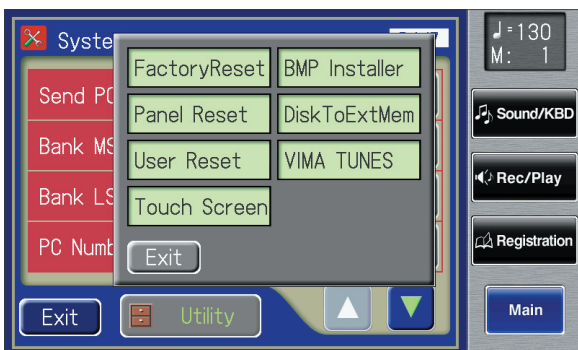 Syste
FactoryReset
BMP Installer
Panel Reset
DiskToExtMem
User Reset
VIMA TUNES
Touch Screen
Exit
Send PC
Bank MS
Bank LS
PC Numb
Exit
Utility
♩=130
M: 1
Sound/KBD
Rec/Play
Registration
Main